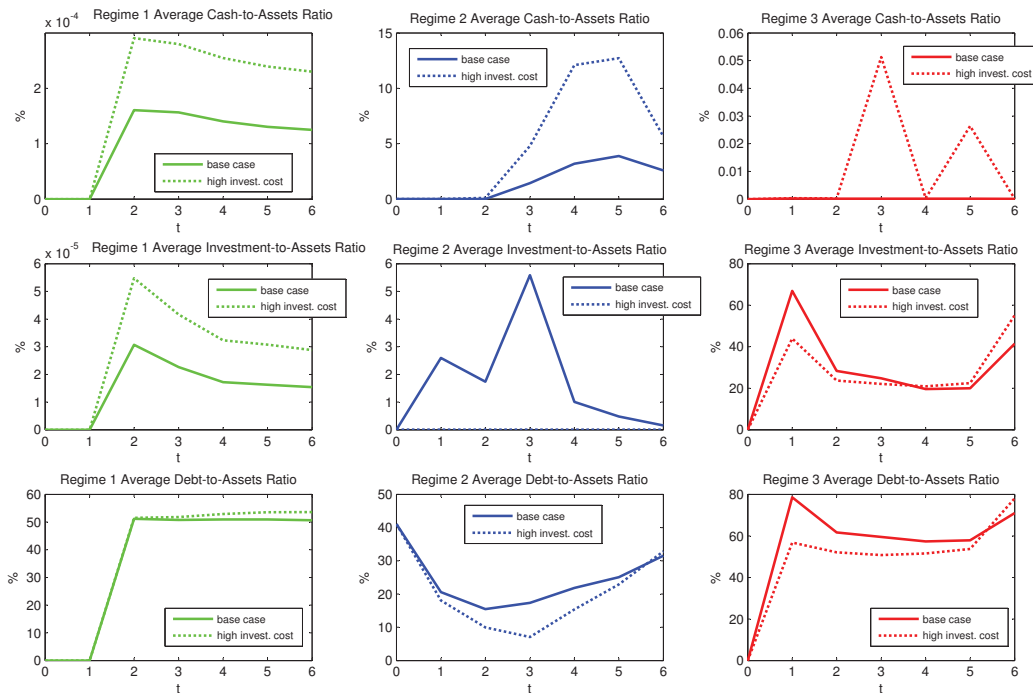 x 10⁻⁴ Regime 1 Average Cash-to-Assets Ratio
%
0
2
4
0 1 2 3 4 5 6
t
base case
high invest. cost
Regime 2 Average Cash-to-Assets Ratio
%
15
10
5
0
0 1 2 3 4 5 6
t
base case
high invest. cost
Regime 3 Average Cash-to-Assets Ratio
%
0.06
0.05
0.04
0.03
0.02
0.01
0
0 1 2 3 4 5 6
t
base case
high invest. cost
x 10⁻⁵ Regime 1 Average Investment-to-Assets Ratio
%
6
5
4
3
2
1
0
0 1 2 3 4 5 6
t
base case
high invest. cost
Regime 2 Average Investment-to-Assets Ratio
%
6
5
4
3
2
1
0
0 1 2 3 4 5 6
t
base case
high invest. cost
Regime 3 Average Investment-to-Assets Ratio
%
80
60
40
20
0
0 1 2 3 4 5 6
t
base case
high invest. cost
Regime 1 Average Debt-to-Assets Ratio
%
60
50
40
30
20
10
0
0 1 2 3 4 5 6
t
base case
high invest. cost
Regime 2 Average Debt-to-Assets Ratio
%
50
40
30
20
10
0
0 1 2 3 4 5 6
t
base case
high invest. cost
Regime 3 Average Debt-to-Assets Ratio
%
80
60
40
20
0
0 1 2 3 4 5 6
t
base case
high invest. cost